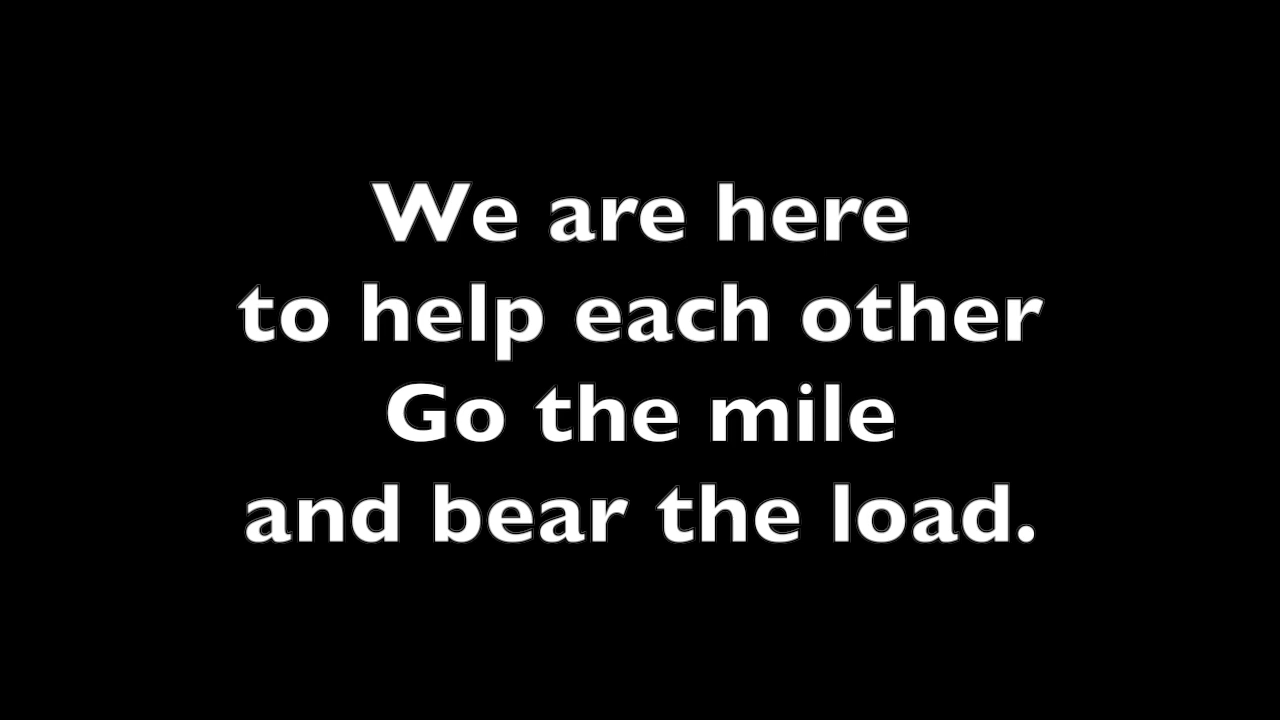 We are here
to help each other
Go the mile
and bear the load.